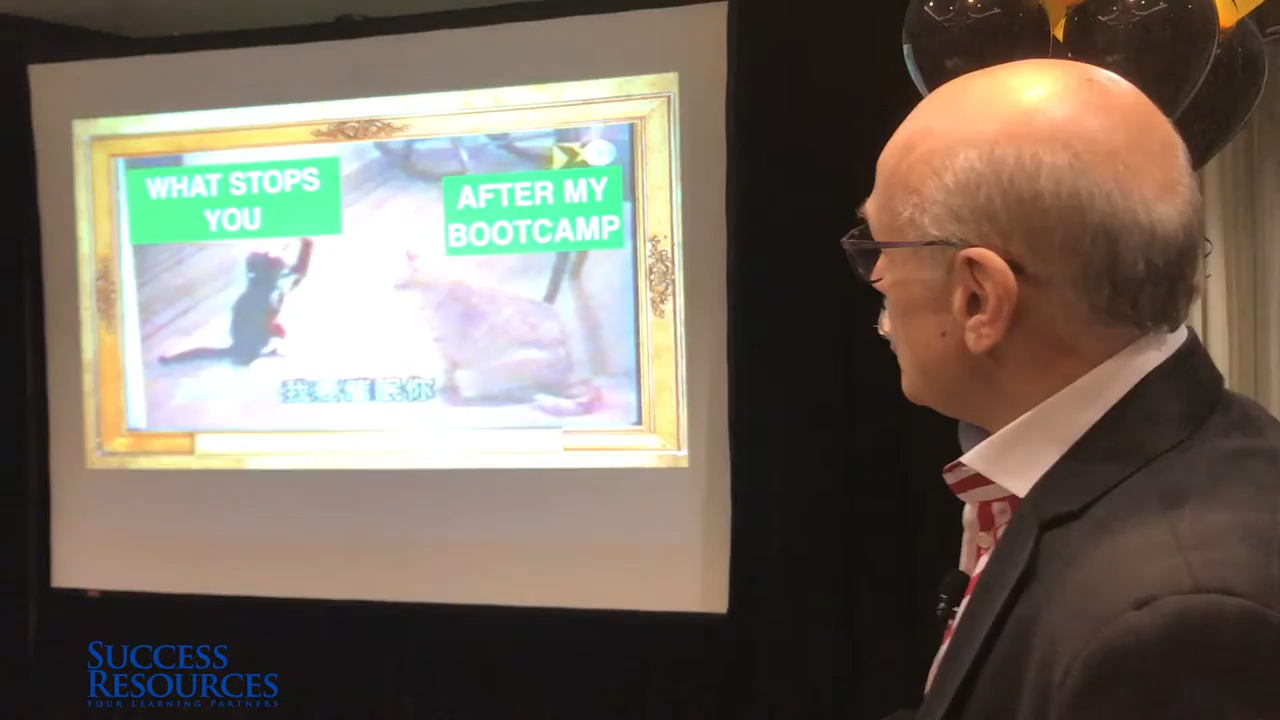 WHAT STOPS
YOU
AFTER MY
BOOTCAMP
SUCCESS
RESOURCES
YOUR LEARNING PARTNERS